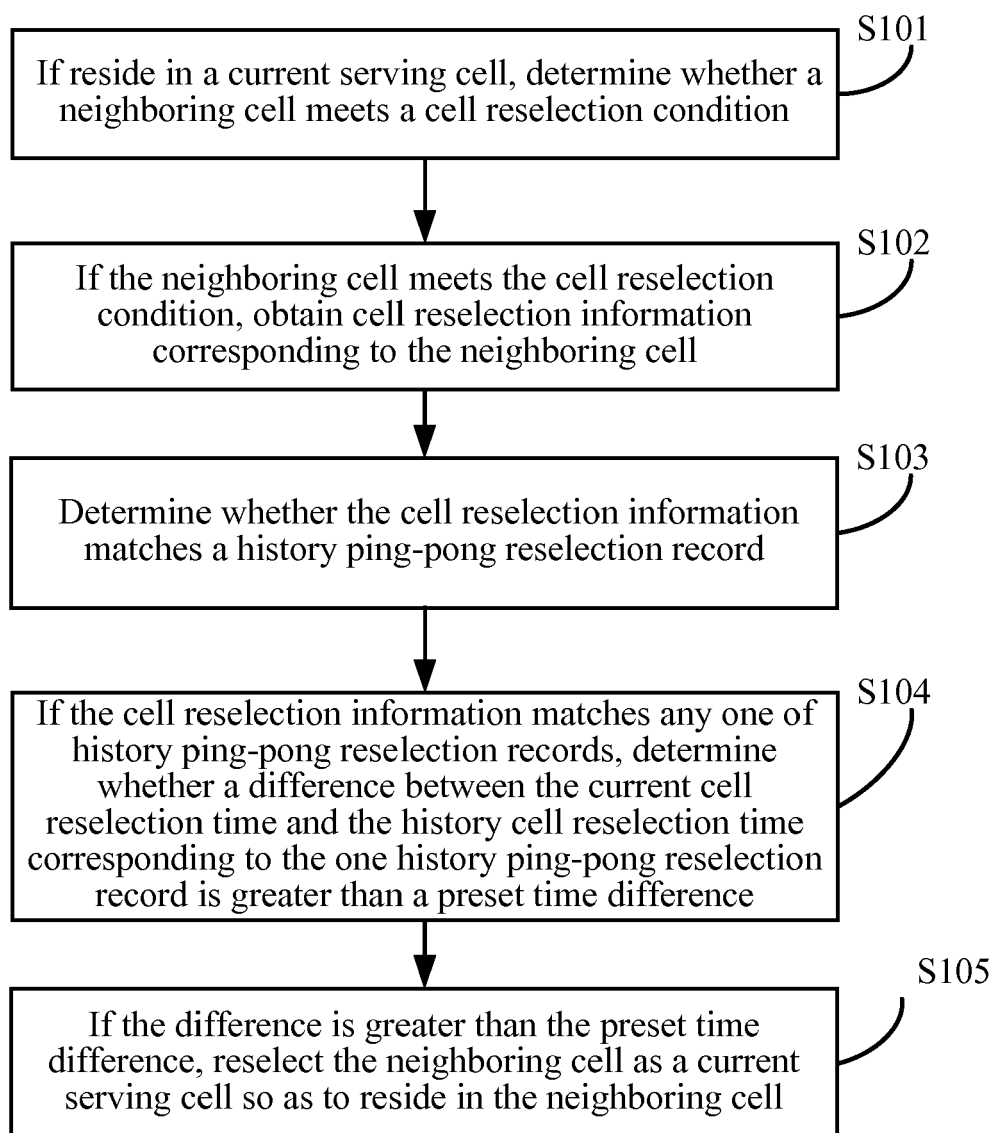 S101
If reside in a current serving cell, determine whether a
neighboring cell meets a cell reselection condition
S102
If the neighboring cell meets the cell reselection
condition, obtain cell reselection information
corresponding to the neighboring cell
S103
Determine whether the cell reselection information
matches a history ping-pong reselection record
S104
If the cell reselection information matches any one of
history ping-pong reselection records, determine
whether a difference between the current cell
reselection time and the history cell reselection time
corresponding to the one history ping-pong reselection
record is greater than a preset time difference
S105
If the difference is greater than the preset time
difference, reselect the neighboring cell as a current
serving cell so as to reside in the neighboring cell